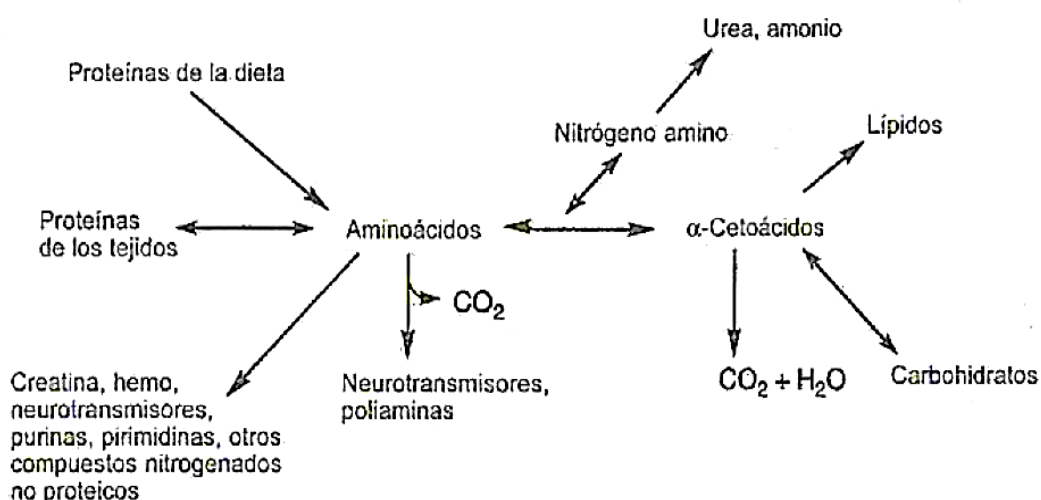 Urea, amonio
Proteínas de la dieta
Nitrógeno amino
Lípidos
Proteínas
de los tejidos
Aminoácidos
α-Cetoácidos
CO₂
Creatina, hemo,
neurotransmisores,
purinas, pirimidinas, otros
compuestos nitrogenados
no proteicos
Neurotransmisores,
poliaminas
CO₂ + H₂O
Carbohidratos